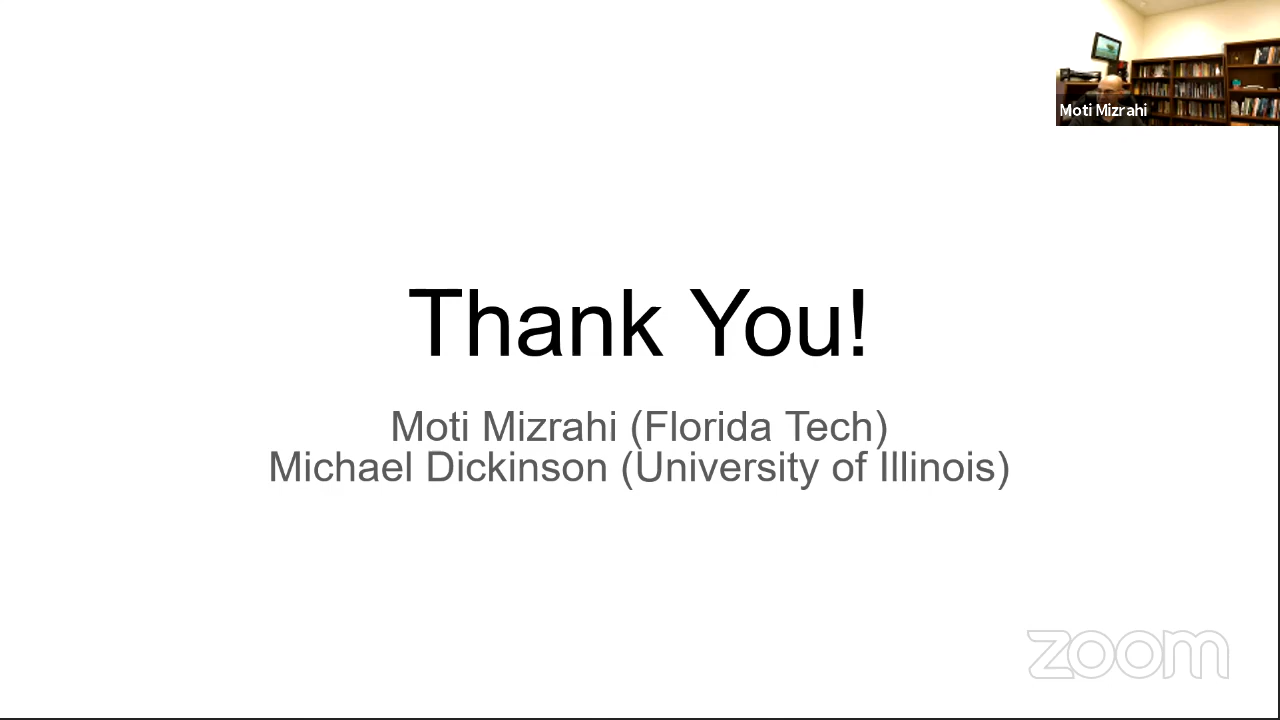 Moti Mizrahi
Thank You!
Moti Mizrahi (Florida Tech)
Michael Dickinson (University of Illinois)
zoom